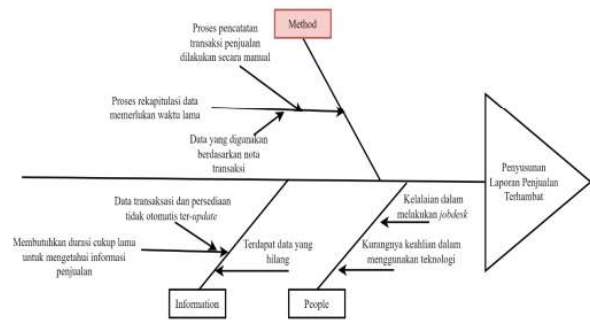 Method
Proses pencatatan
transaksi penjualan
dilakukan secara manual
Proses rekapitulasi data
memerlukan waktu lama
Data yang digunakan
berdasarkan nota
transaksi
Penyusunan
Laporan Penjualan
Terhambat
Data transaksasi dan persediaan
tidak otomatis ter-update
Membutuhkan durasi cukup lama
untuk mengetahui informasi
penjualan
Terdapat data yang
hilang
Information
Kelalaian dalam
melakukan jobdesk
Kurangnya keahlian dalam
menggunakan teknologi
People